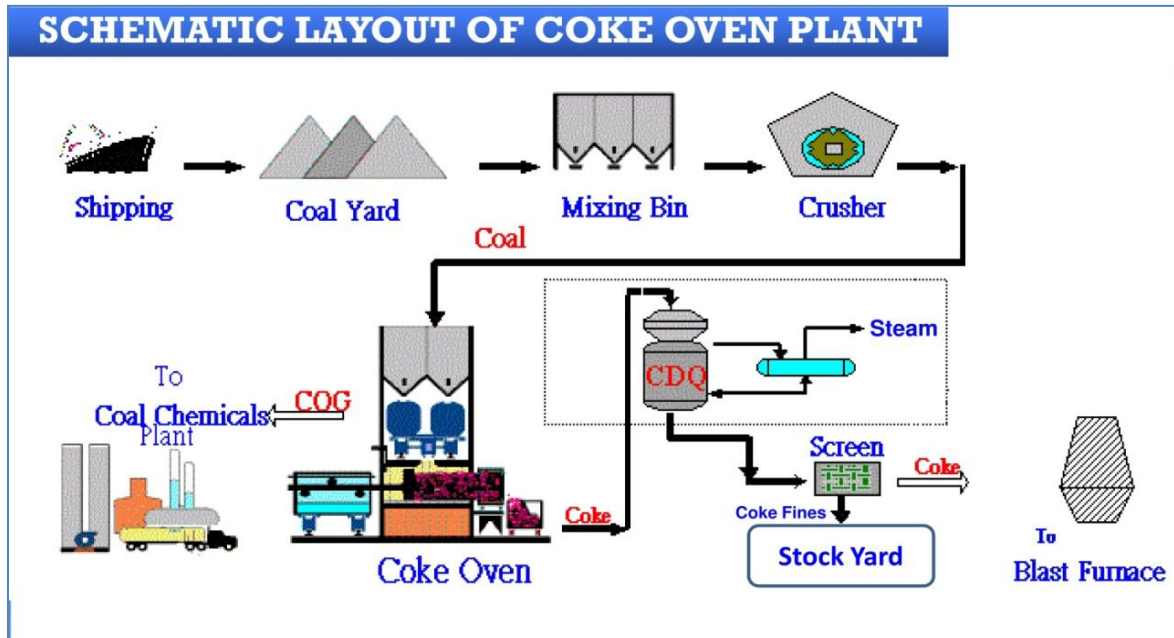 SCHEMATIC LAYOUT OF COKE OVEN PLANT
Shipping
Coal Yard
Mixing Bin
Crusher
Coal
Steam
CDQ
To
COG
Coal Chemicals
Plant
Screen
Coke
Coke
Coke Fines
Stock Yard
Coke Oven
To
Blast Furnace